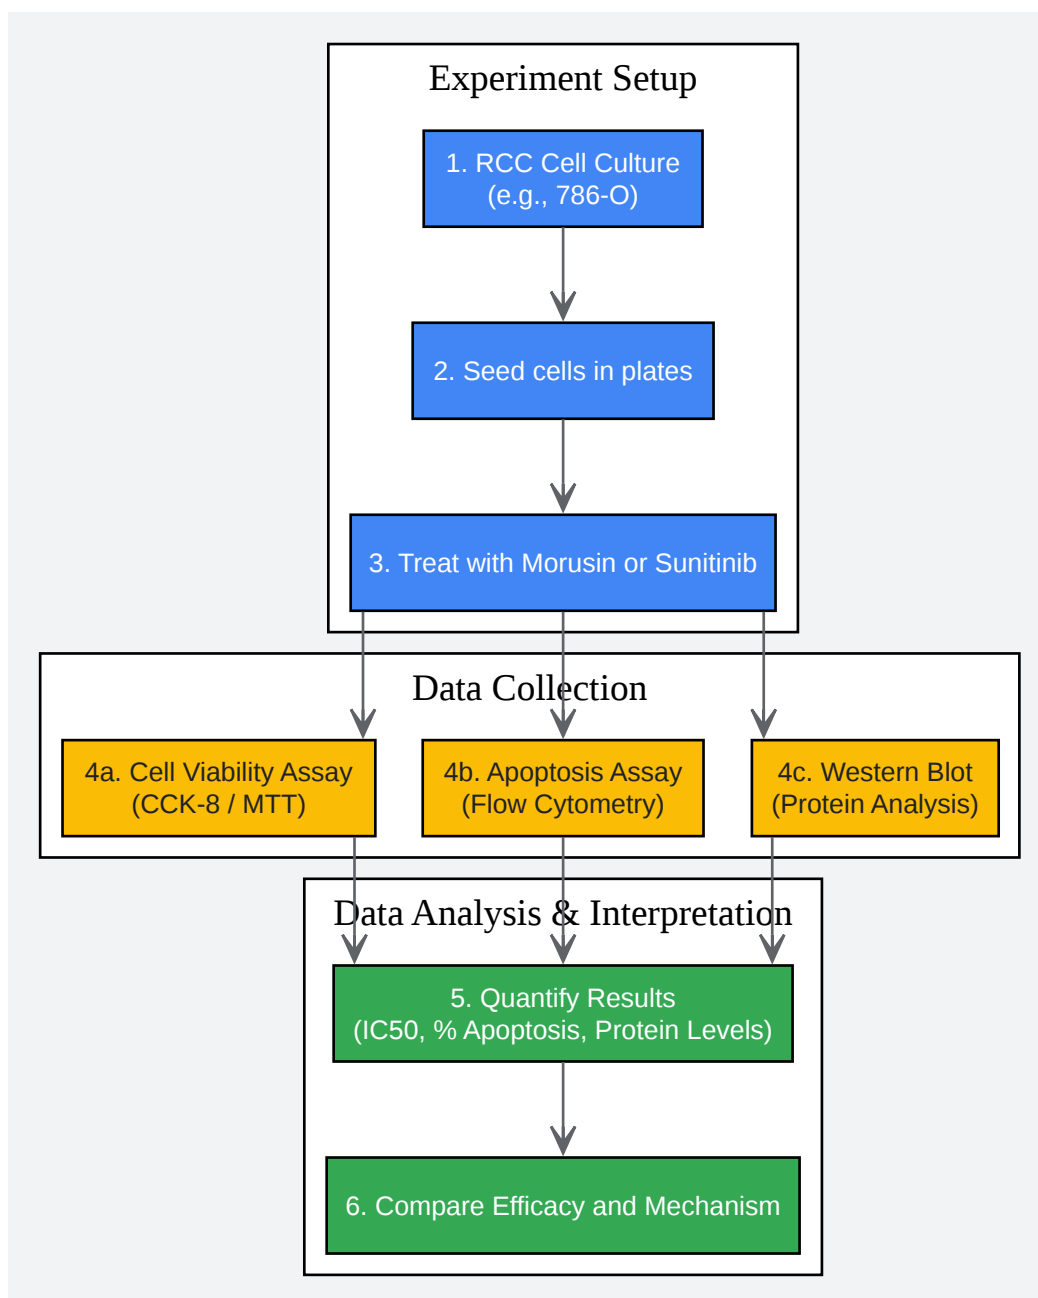 Experiment Setup
1. RCC Cell Culture
(e.g., 786-O)
2. Seed cells in plates
3. Treat with Morusin or Sunitinib
Data Collection
4a. Cell Viability Assay
(CCK-8 / MTT)
4b. Apoptosis Assay
(Flow Cytometry)
4c. Western Blot
(Protein Analysis)
Data Analysis & Interpretation
5. Quantify Results
(IC50, % Apoptosis, Protein Levels)
6. Compare Efficacy and Mechanism